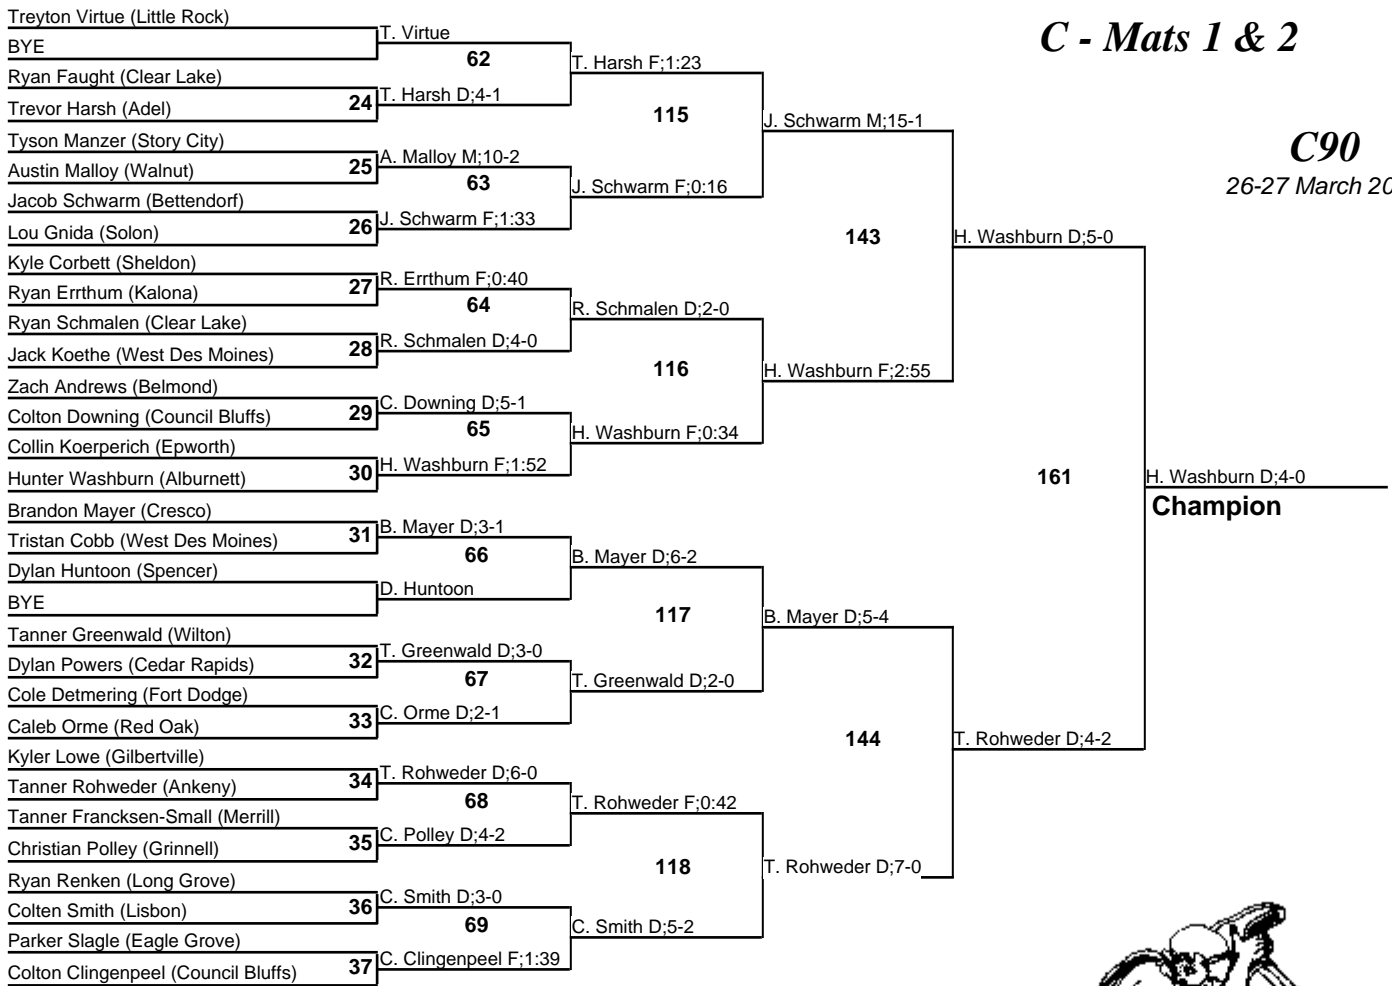 Treyton Virtue (Little Rock)
BYE
Ryan Faught (Clear Lake)
Trevor Harsh (Adel)
Tyson Manzer (Story City)
Austin Malloy (Walnut)
Jacob Schwarm (Bettendorf)
Lou Gnida (Solon)
Kyle Corbett (Sheldon)
Ryan Errthum (Kalona)
Ryan Schmalen (Clear Lake)
Jack Koethe (West Des Moines)
Zach Andrews (Belmond)
Colton Downing (Council Bluffs)
Collin Koerperich (Epworth)
Hunter Washburn (Alburnett)
Brandon Mayer (Cresco)
Tristan Cobb (West Des Moines)
Dylan Huntoon (Spencer)
BYE
Tanner Greenwald (Wilton)
Dylan Powers (Cedar Rapids)
Cole Detmering (Fort Dodge)
Caleb Orme (Red Oak)
Kyler Lowe (Gilbertville)
Tanner Rohweder (Ankeny)
Tanner Francksen-Small (Merrill)
Christian Polley (Grinnell)
Ryan Renken (Long Grove)
Colten Smith (Lisbon)
Parker Slagle (Eagle Grove)
Colton Clingenpeel (Council Bluffs)
24
25
26
27
28
29
30
31
32
33
34
35
36
37
T. Virtue
62
T. Harsh D;4-1
A. Malloy M;10-2
63
J. Schwarm F;1:33
R. Errthum F;0:40
64
R. Schmalen D;4-0
C. Downing D;5-1
65
H. Washburn F;1:52
B. Mayer D;3-1
66
D. Huntoon
T. Greenwald D;3-0
67
C. Orme D;2-1
T. Rohweder D;6-0
68
C. Polley D;4-2
C. Smith D;3-0
69
C. Clingenpeel F;1:39
T. Harsh F;1:23
115
J. Schwarm F;0:16
R. Schmalen D;2-0
116
H. Washburn F;0:34
B. Mayer D;6-2
117
T. Greenwald D;2-0
T. Rohweder F;0:42
118
C. Smith D;5-2
J. Schwarm M;15-1
143
H. Washburn F;2:55
B. Mayer D;5-4
144
T. Rohweder D;7-0
H. Washburn D;5-0
161
T. Rohweder D;4-2
H. Washburn D;4-0
Champion
C - Mats 1 & 2
C90
26-27 March 20